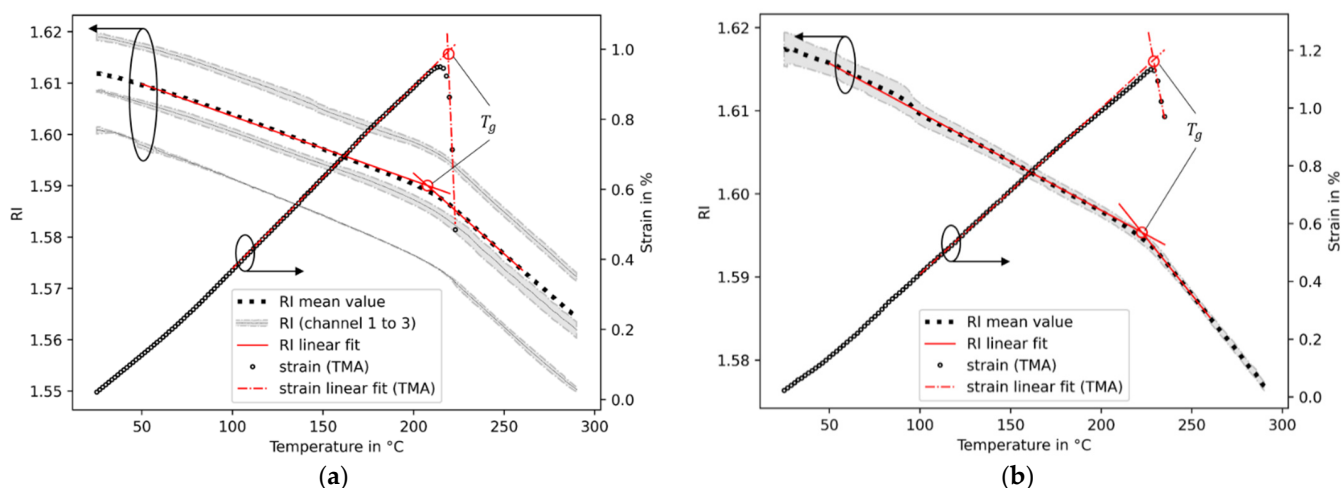 1.62
1.61
1.60
1.59
1.58
1.57
1.56
1.55
RI
1.0
0.8
0.6
0.4
0.2
0.0
Strain in %
Tg
RI mean value
RI (channel 1 to 3)
RI linear fit
strain (TMA)
strain linear fit (TMA)
50 100 150 200 250 300
Temperature in °C
(a)
1.62
1.61
1.60
1.59
1.58
RI
1.2
1.0
0.8
0.6
0.4
0.2
0.0
Strain in %
Tg
RI mean value
RI linear fit
strain (TMA)
strain linear fit (TMA)
50 100 150 200 250 300
Temperature in °C
(b)